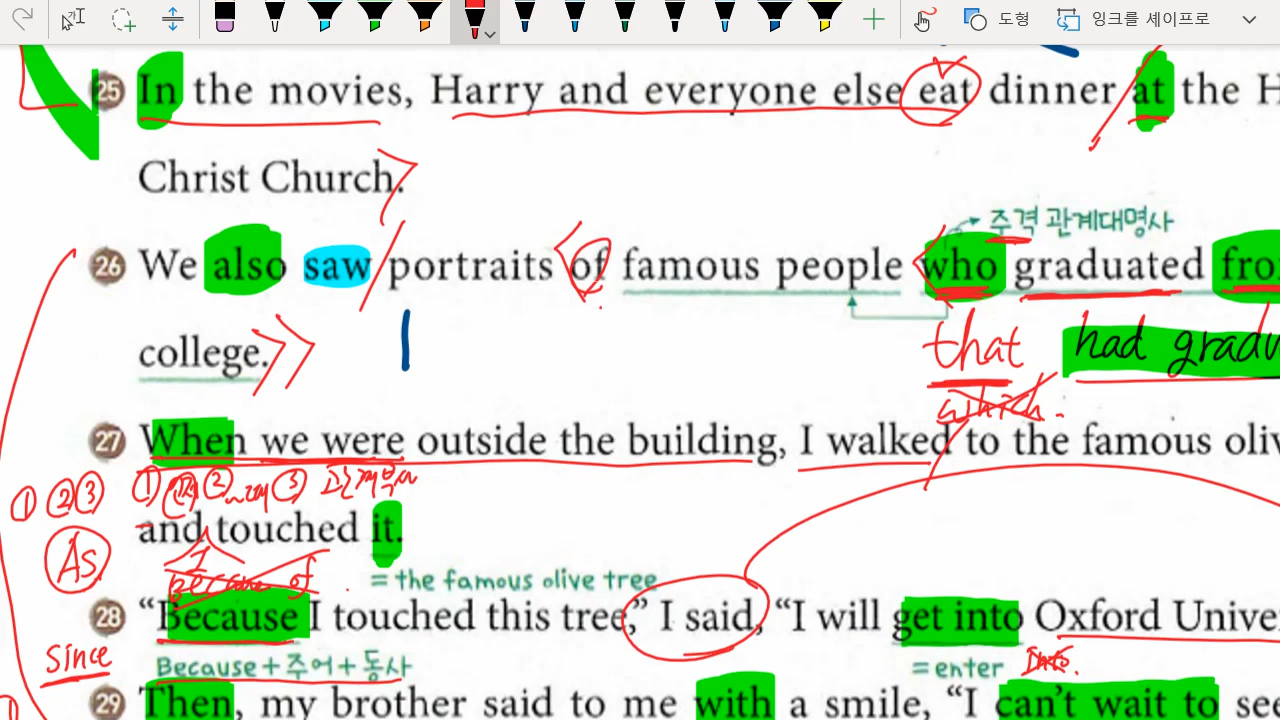 도형 잉크를 셰이프로
25 In the movies, Harry and everyone else eat dinner at the H
Christ Church.
주격 관계대명사
26 We also saw portraits of famous people who graduated fro
college.
that had gradu
which
27 When we were outside the building, I walked to the famous oliv
① ② ③ ① ② ③
and touched it.
As
I
because of
= the famous olive tree
28 “Because I touched this tree,” I said, “I will get into Oxford Unive
since
Because+주어+동사 = enter
29 Then, my brother said to me with a smile, “I can't wait to see